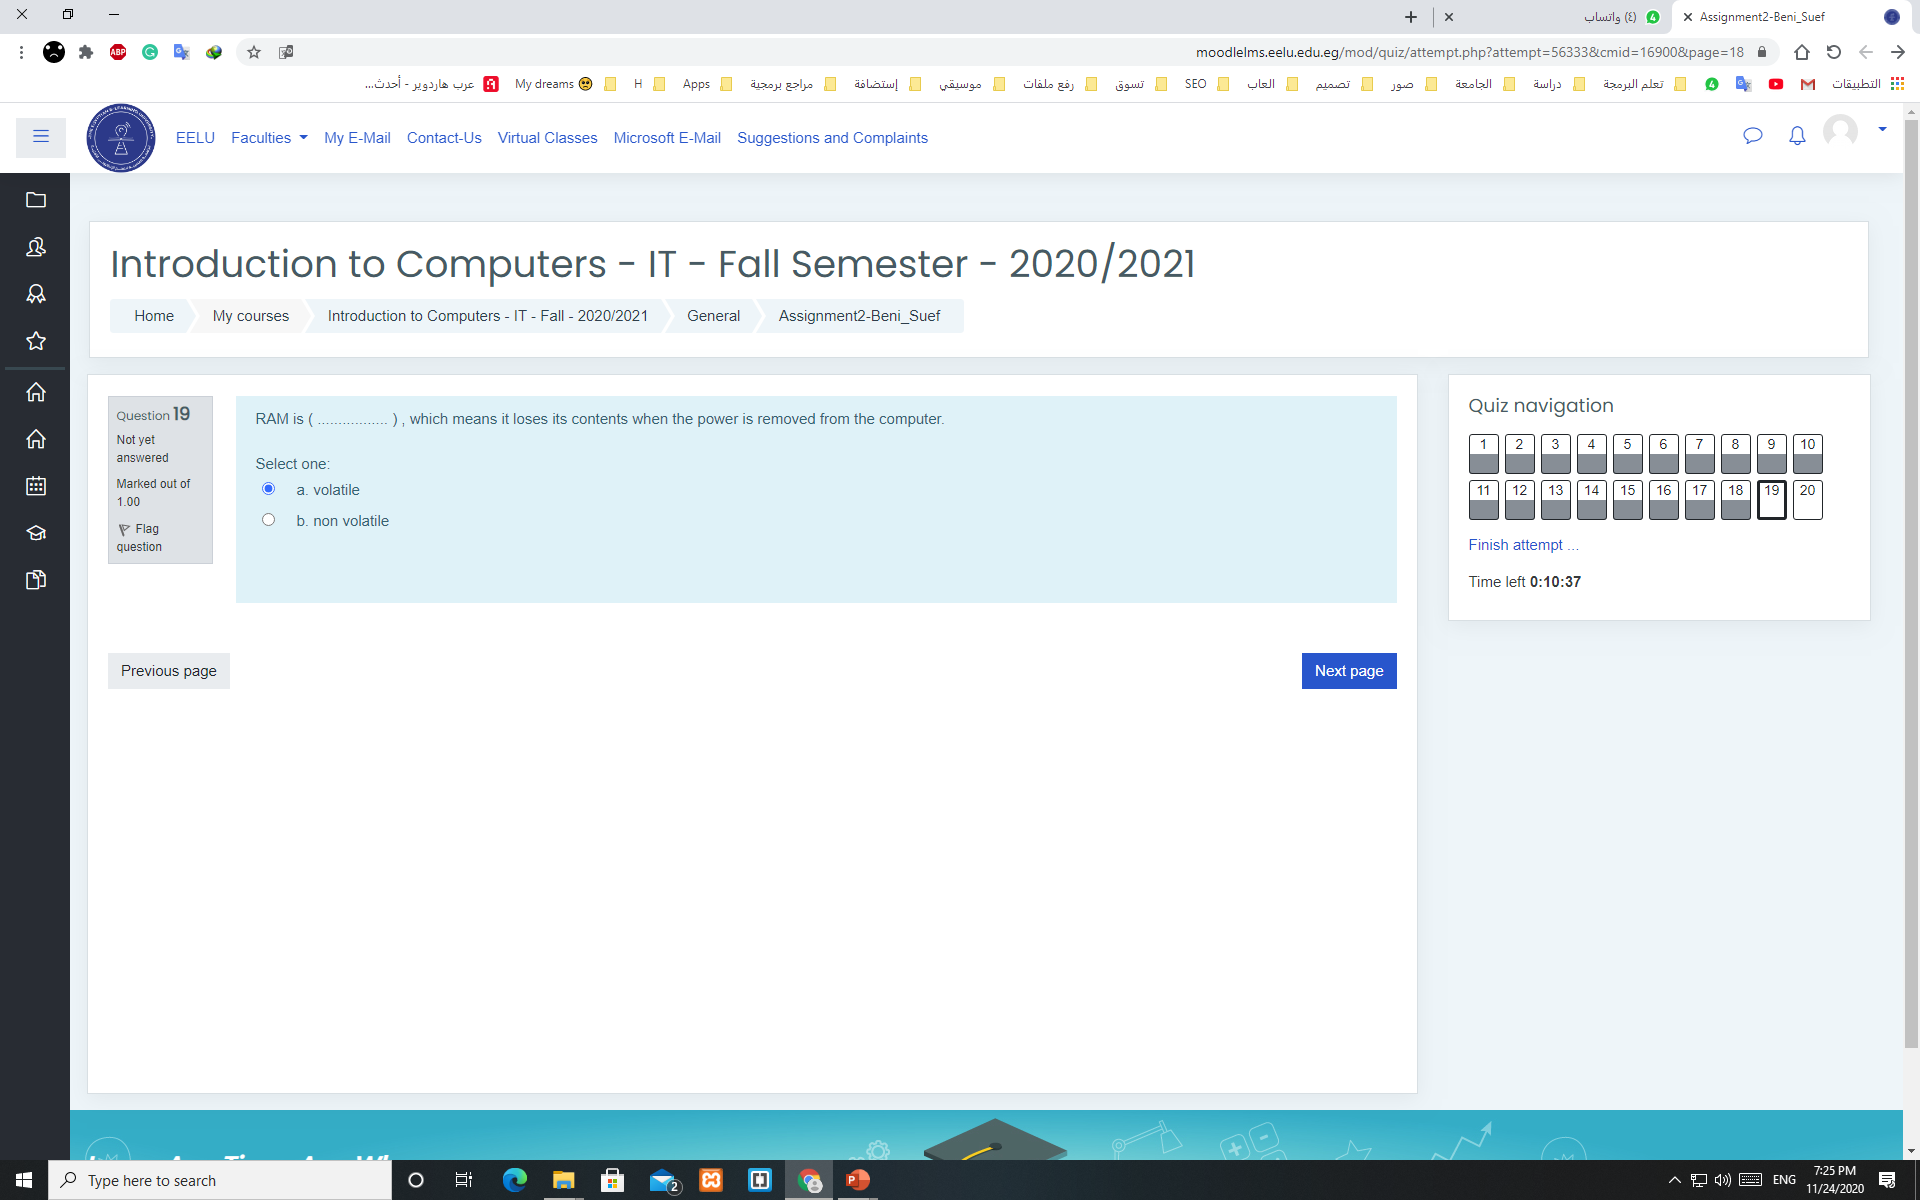 (٤) واتساب
Assignment2-Beni_Suef
ABP
moodlelms.eelu.edu.eg/mod/quiz/attempt.php?attempt=56333&cmid=16900&page=18
التطبيقات
تعلم البرمجة
دراسة
الجامعة
صور
تصميم
العاب
SEO
تسوق
رفع ملفات
موسيقي
إستضافة
مراجع برمجية
Apps
H
My dreams
عرب هاردوير - أحدث...
EELU Faculties My E-Mail Contact-Us Virtual Classes Microsoft E-Mail Suggestions and Complaints
Introduction to Computers - IT - Fall Semester - 2020/2021
Home My courses Introduction to Computers - IT - Fall - 2020/2021 General Assignment2-Beni_Suef
Question 19
Not yet
answered
Marked out of
1.00
Flag
question
RAM is ( ................. ) , which means it loses its contents when the power is removed from the computer.
Select one:
a. volatile
b. non volatile
Previous page
Next page
Quiz navigation
1 2 3 4 5 6 7 8 9 10
11 12 13 14 15 16 17 18 19 20
Finish attempt ...
Time left 0:10:37
Type here to search
2
ENG
7:25 PM
11/24/2020